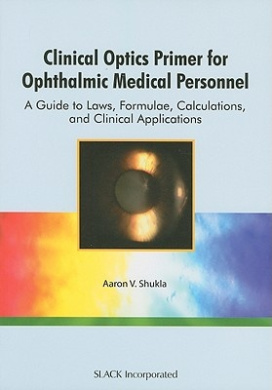 Clinical Optics Primer for
Ophthalmic Medical Personnel
A Guide to Laws, Formulae, Calculations,
and Clinical Applications
Aaron V. Shukla
SLACK Incorporated